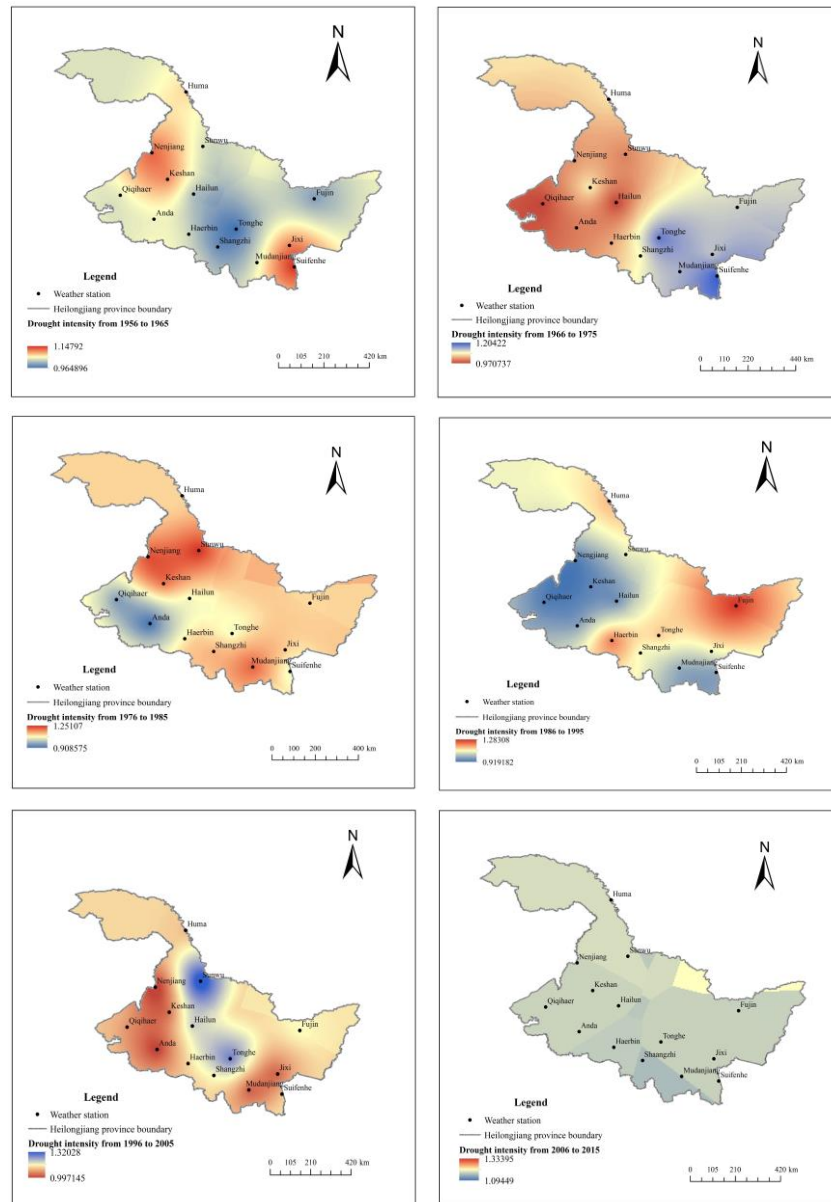 N
Huma
Sunwu
Nenjiang
Keshan
Qiqihaer
Hailun
Fujin
Anda
Tonghe
Haerbin
Shangzhi
Jixi
Mudanjiang
Suifenhe
Legend
Weather station
Heilongjiang province boundary
Drought intensity from 1956 to 1965
1.14792
0.964896
0 105 210 420 km
N
Huma
Sunwu
Nenjiang
Keshan
Qiqihaer
Hailun
Fujin
Anda
Tonghe
Haerbin
Shangzhi
Jixi
Mudanjiang
Suifenhe
Legend
Weather station
Heilongjiang province boundary
Drought intensity from 1966 to 1975
1.20422
0.970737
0 110 220 440 km
N
Huma
Sunwu
Nenjiang
Keshan
Qiqihaer
Hailun
Fujin
Anda
Tonghe
Haerbin
Shangzhi
Jixi
Mudanjiang
Suifenhe
Legend
Weather station
Heilongjiang province boundary
Drought intensity from 1976 to 1985
1.25107
0.908575
0 100 200 400 km
N
Huma
Nengjiang
Keshan
Qiqihaer
Hailun
Fujin
Anda
Tonghe
Haerbin
Shangzhi
Jixi
Suifenhe
Legend
Weather station
Heilongjiang province boundary
Drought intensity from 1986 to 1995
1.28308
0.919182
0 105 210 420 km
N
Huma
Sunwu
Nenjiang
Keshan
Qiqihaer
Hailun
Fujin
Anda
Tonghe
Haerbin
Shangzhi
Jixi
Mudanjiang
Suifenhe
Legend
Weather station
Heilongjiang province boundary
Drought intensity from 1996 to 2005
1.32028
0.997145
0 105 210 420 km
N
Huma
Nenjiang
Keshan
Qiqihaer
Hailun
Fujin
Anda
Tonghe
Haerbin
Shaangzhi
Jixi
Mudanjiang
Suifenhe
Legend
Weather station
Heilongjiang province boundary
Drought intensity from 2006 to 2015
1.33395
1.09449
0 105 210 420 km